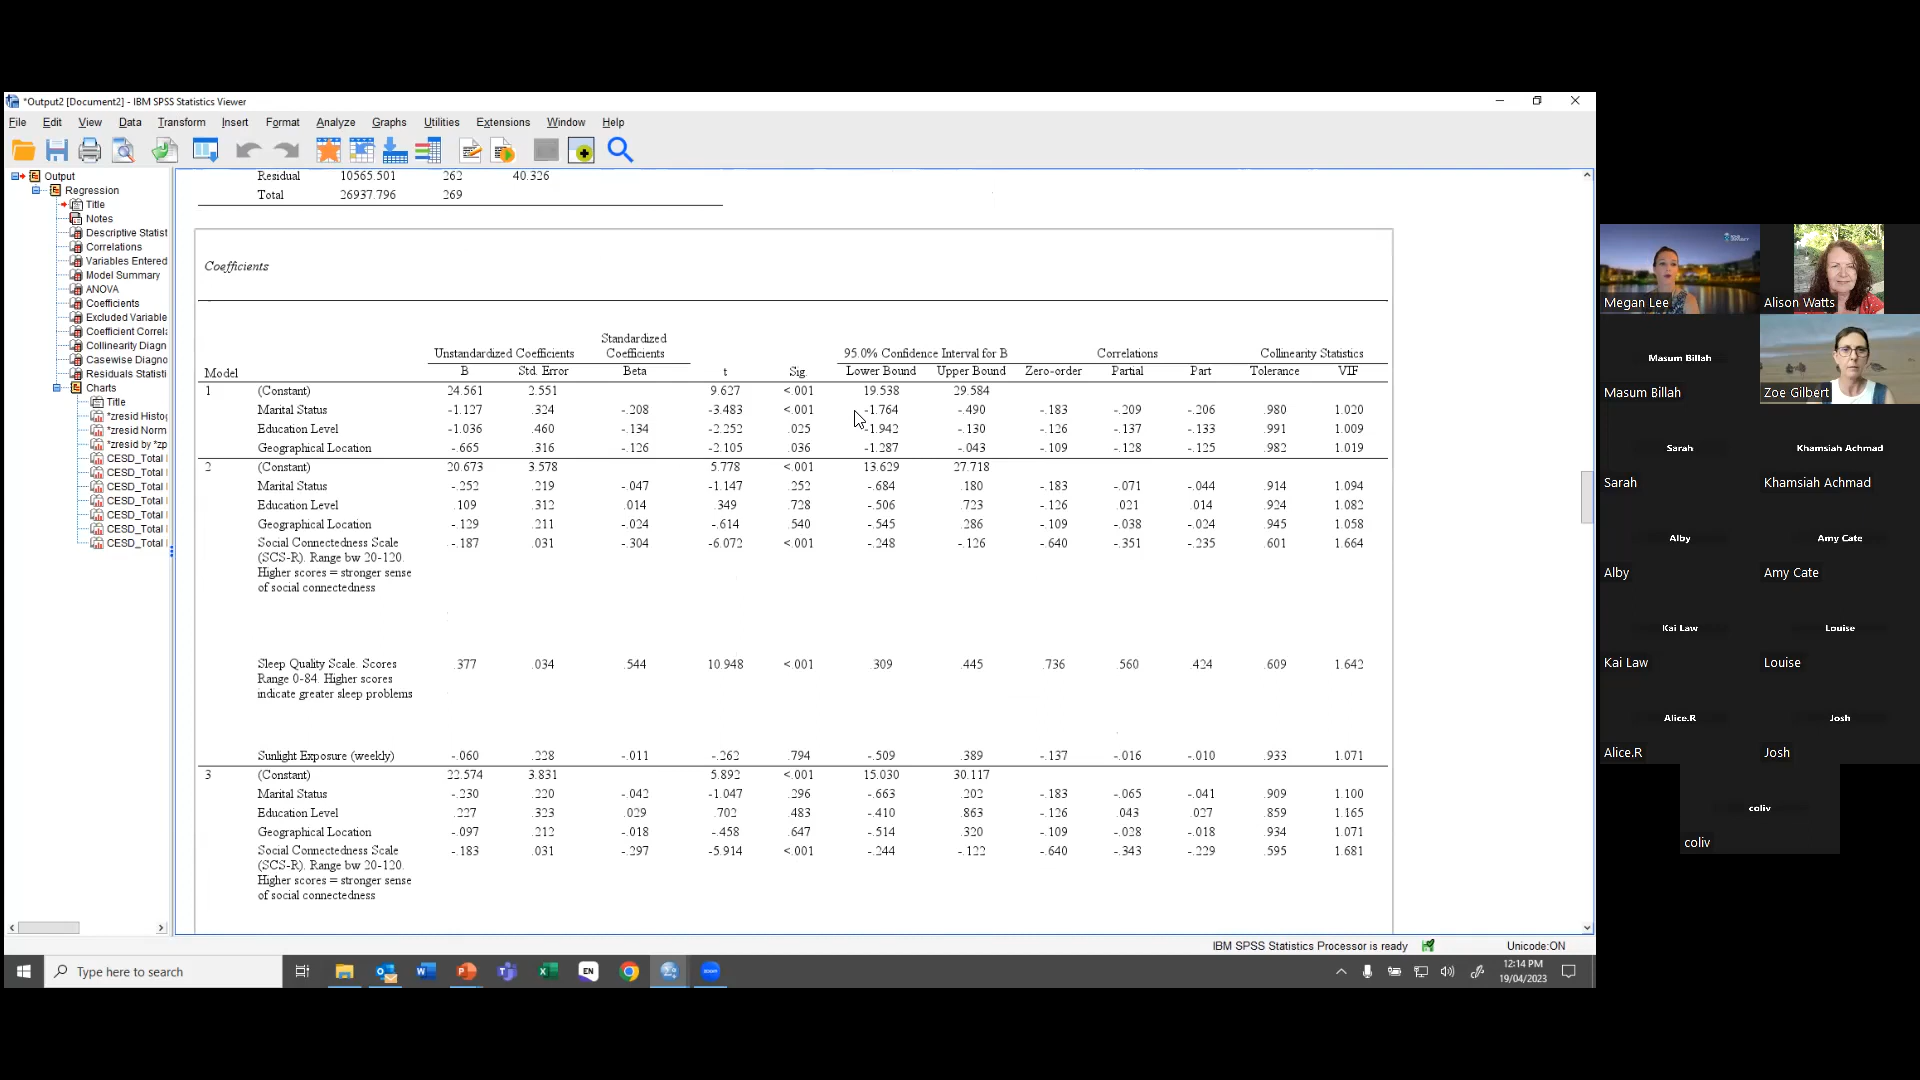 *Output2 [Document2] - IBM SPSS Statistics Viewer
File Edit View Data Transform Insert Format Analyze Graphs Utilities Extensions Window Help
Output
Regression
Title
Notes
Descriptive Statist
Correlations
Variables Entered
Model Summary
ANOVA
Coefficients
Excluded Variable
Coefficient Correl
Collinearity Diagn
Casewise Diagno
Residuals Statisti
Charts
Title
*zresid Histog
*zresid Norm
*zresid by *zp
CESD_Total
CESD_Total
CESD_Total
CESD_Total
CESD_Total
CESD_Total
CESD_Total
Residual 10565.501 262 40.326
Total 26937.796 269
Coefficients
Standardized
Unstandardized Coefficients Coefficients 95.0% Confidence Interval for B Correlations Collinearity Statistics
Model B Std. Error Beta t Sig. Lower Bound Upper Bound Zero-order Partial Part Tolerance VIF
1 (Constant) 24.561 2.551 9.627 <.001 19.538 29.584
Marital Status -1.127 .324 -.208 -3.483 <.001 -1.764 -.490 -.183 -.209 -.206 .980 1.020
Education Level -1.036 .460 -.134 -2.252 .025 -1.942 -.130 -.126 -.137 -.133 .991 1.009
Geographical Location -.665 .316 -.126 -2.105 .036 -1.287 -.043 -.109 -.128 -.125 .982 1.019
2 (Constant) 20.673 3.578 5.778 <.001 13.629 27.718
Marital Status -.252 .219 -.047 -1.147 .252 -.684 .180 -.183 -.071 -.044 .914 1.094
Education Level .109 .312 .014 .349 .728 -.506 .723 -.126 .021 .014 .924 1.082
Geographical Location -.129 .211 -.024 -.614 .540 -.545 .286 -.109 -.038 -.024 .945 1.058
Social Connectedness Scale -.187 .031 -.304 -6.072 <.001 -.248 -.126 -.640 -.351 -.235 .601 1.664
(SCS-R). Range bw 20-120.
Higher scores = stronger sense
of social connectedness
Sleep Quality Scale. Scores .377 .034 .544 10.948 <.001 .309 .445 .736 .560 .424 .609 1.642
Range 0-84. Higher scores
indicate greater sleep problems
Sunlight Exposure (weekly) -.060 .228 -.011 -.262 .794 -.509 .389 -.137 -.016 -.010 .933 1.071
3 (Constant) 22.574 3.831 5.892 <.001 15.030 30.117
Marital Status -.230 .220 -.042 -1.047 .296 -.663 .202 -.183 -.065 -.041 .909 1.100
Education Level .227 .323 .029 .702 .483 -.410 .863 -.126 .043 .027 .859 1.165
Geographical Location -.097 .212 -.018 -.458 .647 -.514 .320 -.109 -.028 -.018 .934 1.071
Social Connectedness Scale -.183 .031 -.297 -5.914 <.001 -.244 -.122 -.640 -.343 -.229 .595 1.681
(SCS-R). Range bw 20-120.
Higher scores = stronger sense
of social connectedness
IBM SPSS Statistics Processor is ready Unicode:ON
Type here to search
EN
zoom
12:14 PM
19/04/2023
Megan Lee
Alison Watts
Masum Billah
Masum Billah
Zoe Gilbert
Sarah
Sarah
Khamsiah Achmad
Khamsiah Achmad
Alby
Alby
Amy Cate
Amy Cate
Kai Law
Kai Law
Louise
Louise
Alice.R
Alice.R
Josh
Josh
coliv
coliv